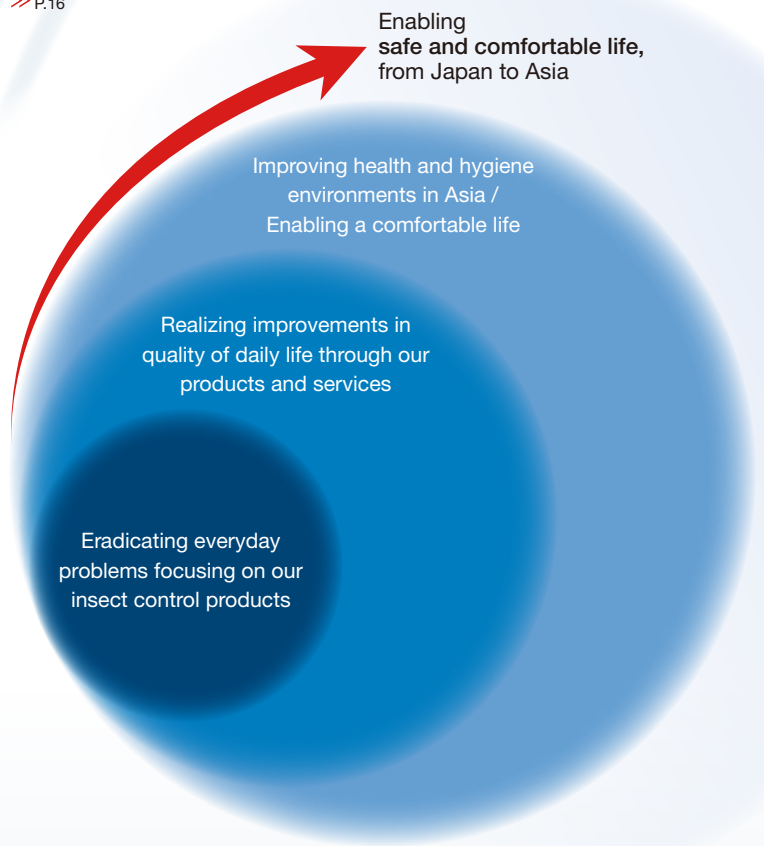 P.16
Enabling
safe and comfortable life,
from Japan to Asia
Improving health and hygiene
environments in Asia /
Enabling a comfortable life
Realizing improvements in
quality of daily life through our
products and services
Eradicating everyday
problems focusing on our
insect control products